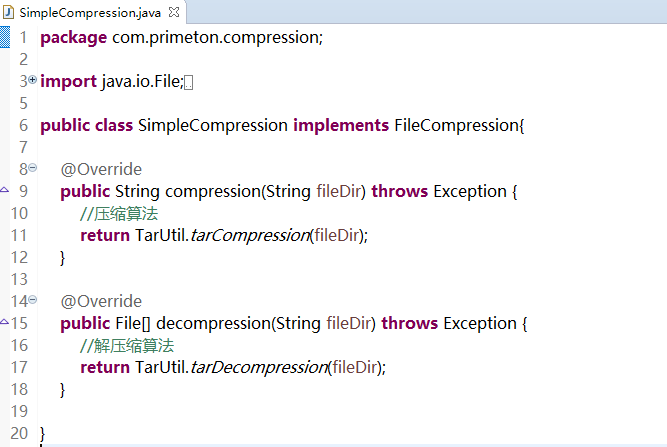 SimpleCompression.java
1 package com.primeton.compression;
2
3 import java.io.File;
5
6 public class SimpleCompression implements FileCompression{
7
8 @Override
9 public String compression(String fileDir) throws Exception {
10 //压缩算法
11 return TarUtil.tarCompression(fileDir);
12 }
13
14 @Override
15 public File[] decompression(String fileDir) throws Exception {
16 //解压缩算法
17 return TarUtil.tarDecompression(fileDir);
18 }
19
20 }